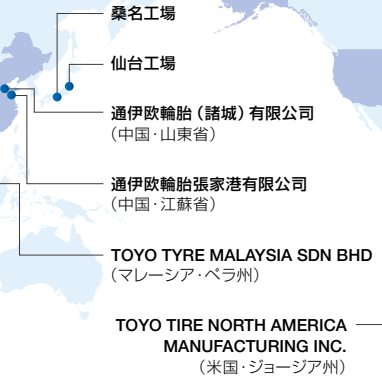 桑名工場
仙台工場
通伊欧輪胎（諸城）有限公司
（中国·山東省）
通伊欧輪胎張家港有限公司
（中国·江蘇省）
TOYO TYRE MALAYSIA SDN BHD
（マレーシア·ペラ州）
TOYO TIRE NORTH AMERICA
MANUFACTURING INC.
（米国·ジョージア州）